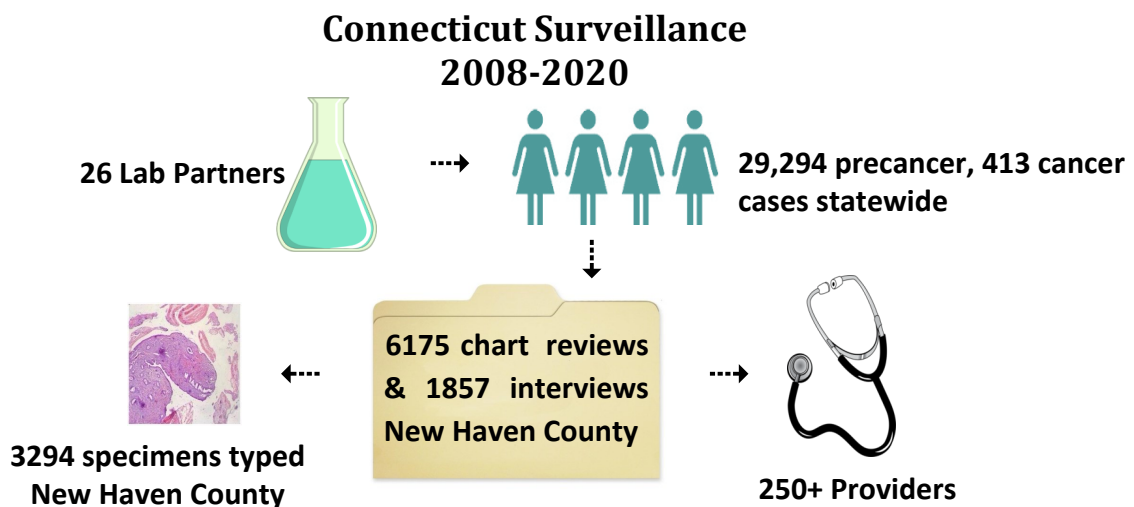 Connecticut Surveillance
2008-2020
26 Lab Partners
29,294 precancer, 413 cancer
cases statewide
6175 chart reviews
& 1857 interviews
New Haven County
3294 specimens typed
New Haven County
250+ Providers